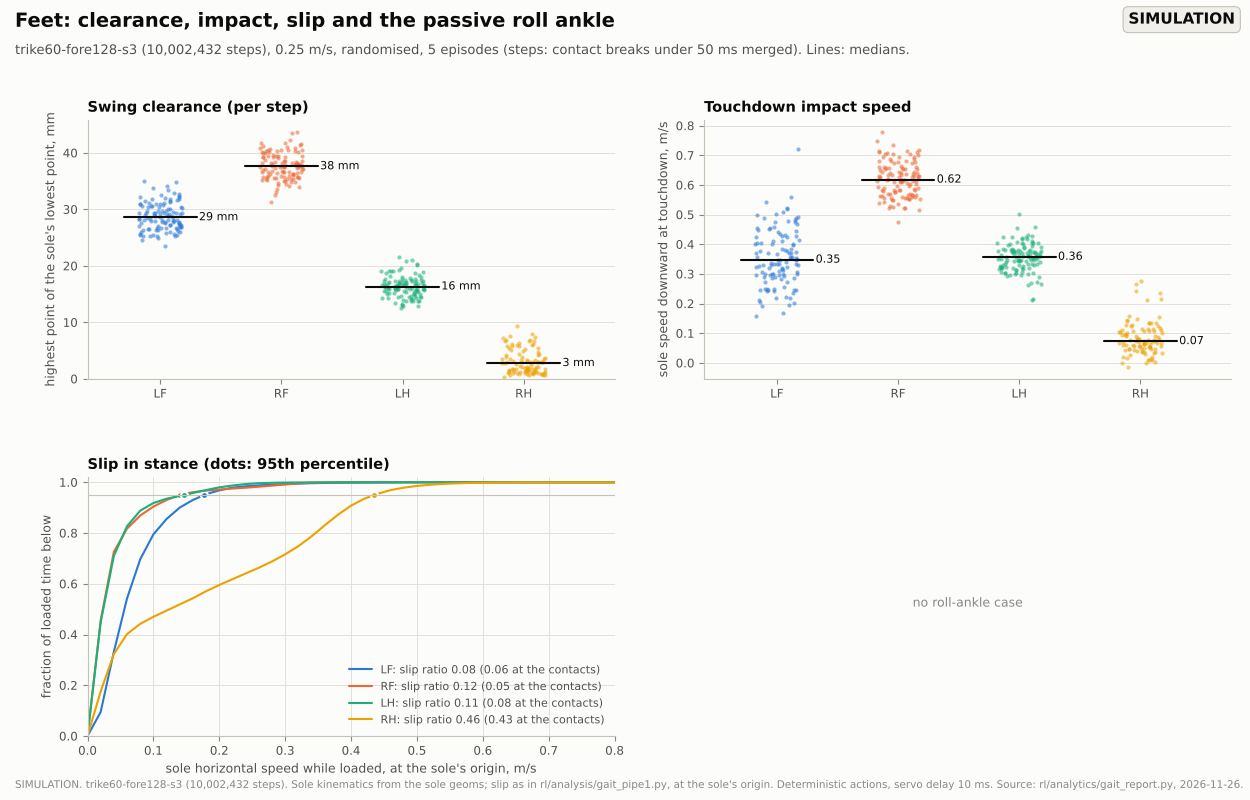 Feet: clearance, impact, slip and the passive roll ankle
SIMULATION
trike60-fore128-s3 (10,002,432 steps), 0.25 m/s, randomised, 5 episodes (steps: contact breaks under 50 ms merged). Lines: medians.
Swing clearance (per step)
highest point of the sole's lowest point, mm
40
30
20
10
0
29 mm
38 mm
16 mm
3 mm
LF
RF
LH
RH
Touchdown impact speed
sole speed downward at touchdown, m/s
0.8
0.7
0.6
0.5
0.4
0.3
0.2
0.1
0.0
0.35
0.62
0.36
0.07
LF
RF
LH
RH
Slip in stance (dots: 95th percentile)
fraction of loaded time below
1.0
0.8
0.6
0.4
0.2
0.0
LF: slip ratio 0.08 (0.06 at the contacts)
RF: slip ratio 0.12 (0.05 at the contacts)
LH: slip ratio 0.11 (0.08 at the contacts)
RH: slip ratio 0.46 (0.43 at the contacts)
0.0 0.1 0.2 0.3 0.4 0.5 0.6 0.7 0.8
sole horizontal speed while loaded, at the sole's origin, m/s
no roll-ankle case
SIMULATION. trike60-fore128-s3 (10,002,432 steps). Sole kinematics from the sole geoms; slip as in rl/analysis/gait_pipe1.py, at the sole's origin. Deterministic actions, servo delay 10 ms. Source: rl/analytics/gait_report.py, 2026-11-26.